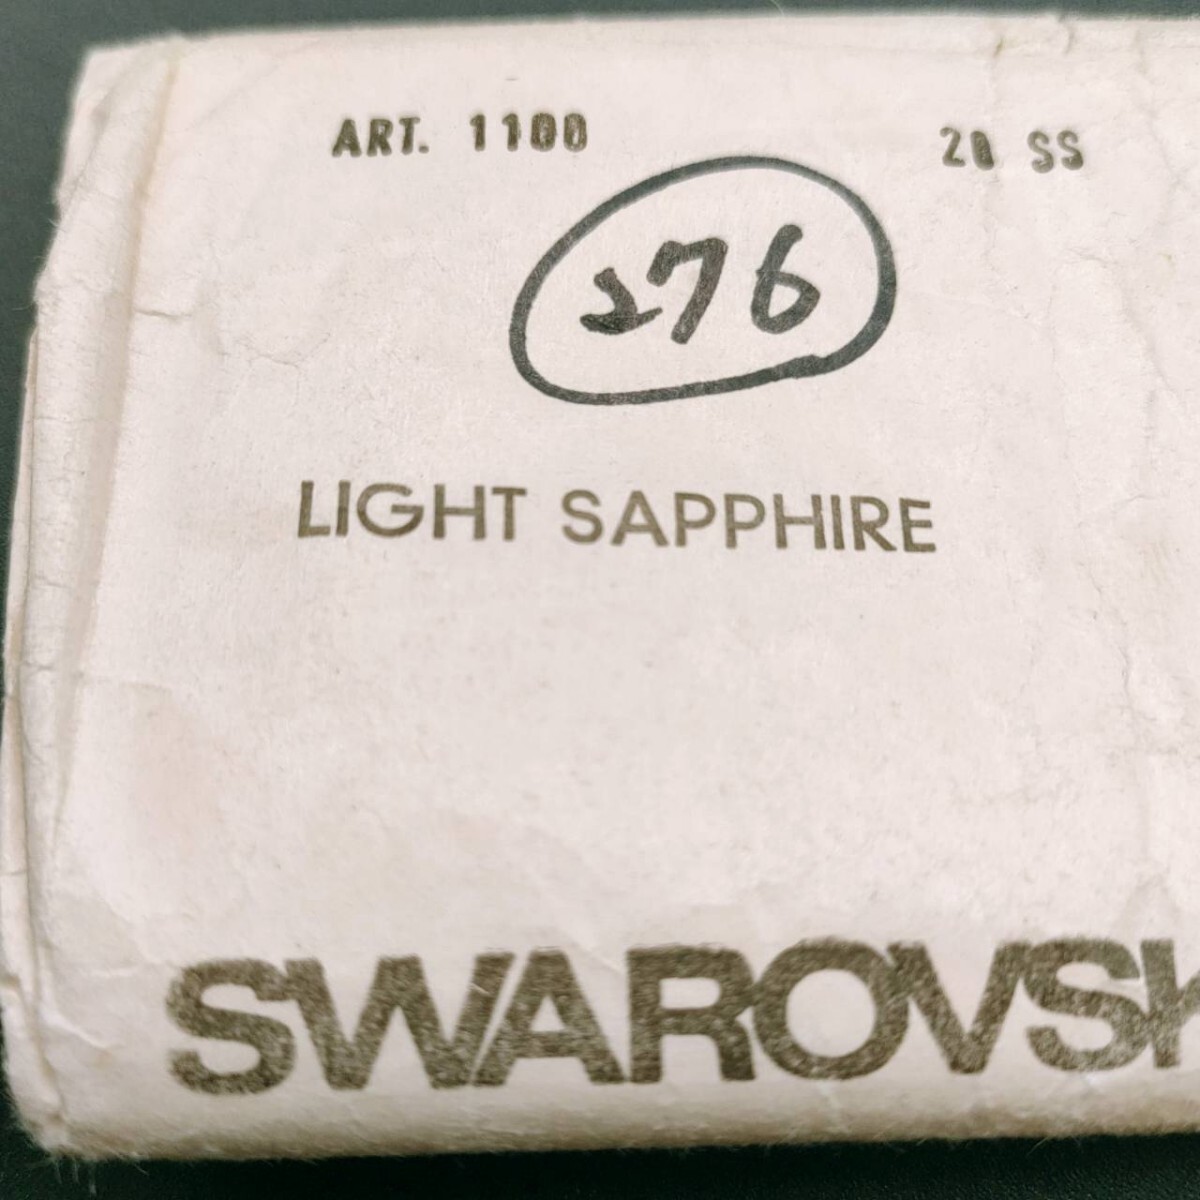 ART. 1100 20 SS
276
LIGHT SAPPHIRE
SWAROVSK